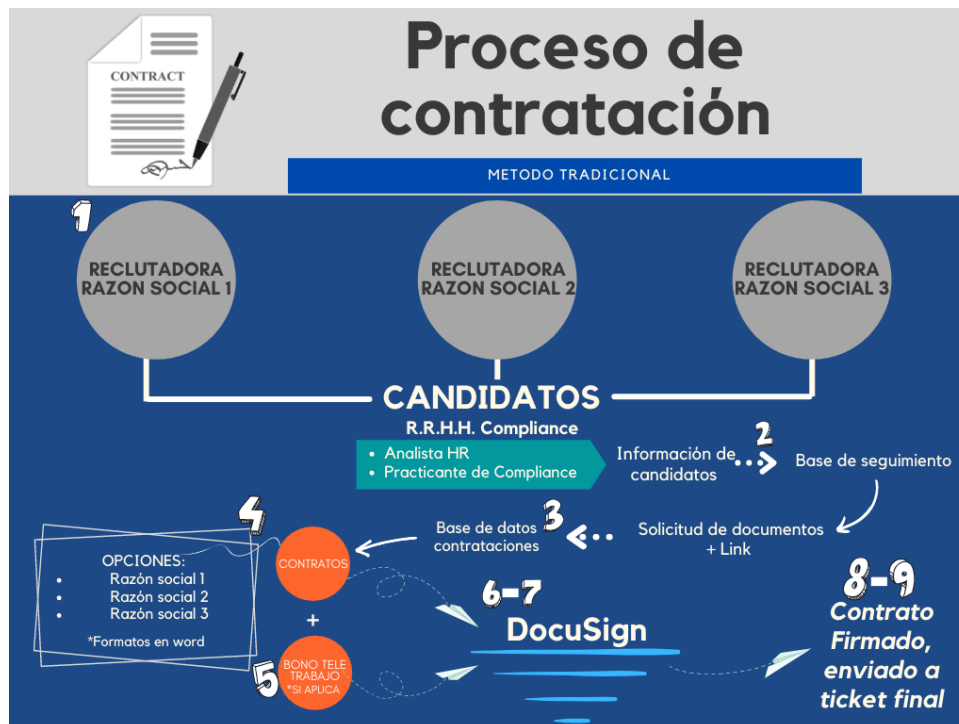 CONTRACT
Proceso de
contratación
METODO TRADICIONAL
1
RECLUTADORA
RAZON SOCIAL 1
RECLUTADORA
RAZON SOCIAL 2
RECLUTADORA
RAZON SOCIAL 3
CANDIDATOS
R.R.H.H. Compliance
• Analista HR
• Practicante de Compliance
Información de
candidatos
2
Base de seguimiento
Solicitud de documentos
+ Link
3
Base de datos
contrataciones
4
CONTRATOS
OPCIONES:
• Razón social 1
• Razón social 2
• Razón social 3
*Formatos en word
+
5
BONO TELE
TRABAJO
*SI APLICA
6-7
DocuSign
8-9
Contrato
Firmado,
enviado a
ticket final